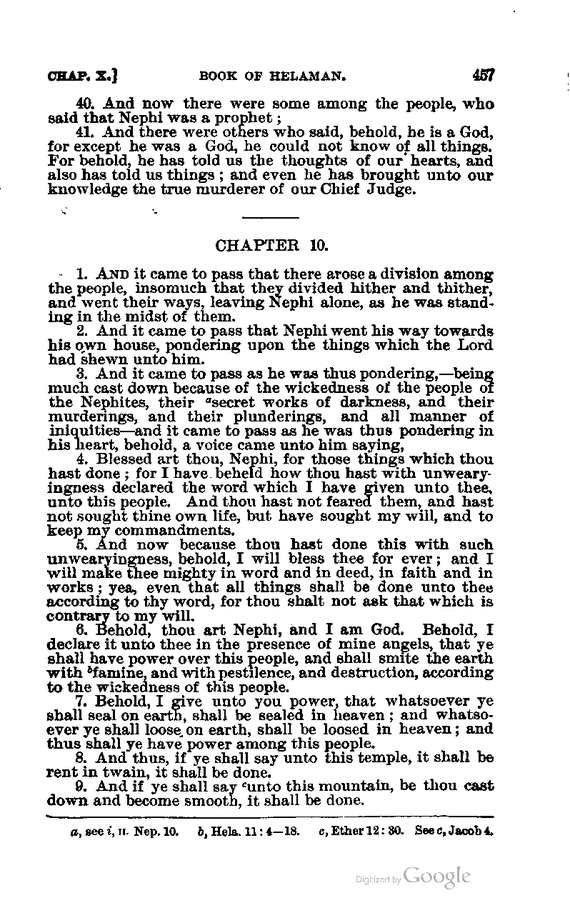 CHAP. X.] BOOK OF HELAMAN. 457
40. And now there were some among the people, who
said that Nephi was a prophet;
41. And there were others who said, behold, he is a God,
for except he was a God, he could not know of all things.
For behold, he has told us the thoughts of our hearts, and
also has told us things; and even he has brought unto our
knowledge the true murderer of our Chief Judge.
CHAPTER 10.
1. AND it came to pass that there arose a division among
the people, insomuch that they divided hither and thither,
and went their ways, leaving Nephi alone, as he was stand-
ing in the midst of them.
2. And it came to pass that Nephi went his way towards
his own house, pondering upon the things which the Lord
had shewn unto him.
3. And it came to pass as he was thus pondering,—being
much cast down because of the wickedness of the people of
the Nephites, their ᵃsecret works of darkness, and their
murderings, and their plunderings, and all manner of
iniquities—and it came to pass as he was thus pondering in
his heart, behold, a voice came unto him saying,
4. Blessed art thou, Nephi, for those things which thou
hast done; for I have beheld how thou hast with unweary-
ingness declared the word which I have given unto thee,
unto this people. And thou hast not feared them, and hast
not sought thine own life, but have sought my will, and to
keep my commandments.
5. And now because thou hast done this with such
unwearyingness, behold, I will bless thee for ever; and I
will make thee mighty in word and in deed, in faith and in
works; yea, even that all things shall be done unto thee
according to thy word, for thou shalt not ask that which is
contrary to my will.
6. Behold, thou art Nephi, and I am God. Behold, I
declare it unto thee in the presence of mine angels, that ye
shall have power over this people, and shall smite the earth
with ᵇfamine, and with pestilence, and destruction, according
to the wickedness of this people.
7. Behold, I give unto you power, that whatsoever ye
shall seal on earth, shall be sealed in heaven; and whatso-
ever ye shall loose on earth, shall be loosed in heaven; and
thus shall ye have power among this people.
8. And thus, if ye shall say unto this temple, it shall be
rent in twain, it shall be done.
9. And if ye shall say ᶜunto this mountain, be thou cast
down and become smooth, it shall be done.
a, see i, II. Nep. 10. b, Hela. 11: 4—18. c, Ether 12: 30. See c, Jacob 4.
Digitized by Google